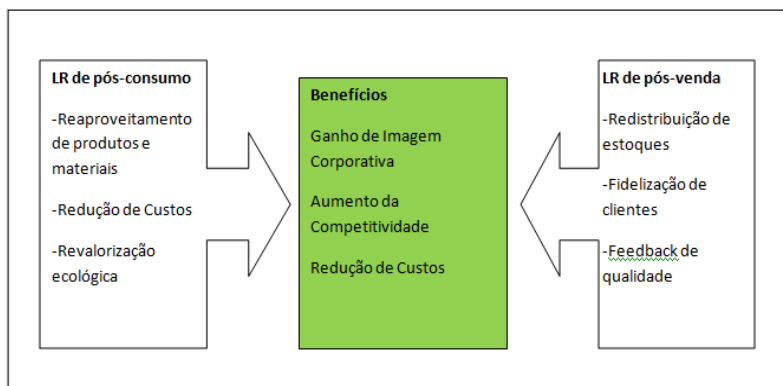 LR de pós-consumo
-Reaproveitamento
de produtos e
materiais
-Redução de Custos
-Revalorização
ecológica
Benefícios
Ganho de Imagem
Corporativa
Aumento da
Competitividade
Redução de Custos
LR de pós-venda
-Redistribuição de
estoques
-Fidelização de
clientes
-Feedback de
qualidade